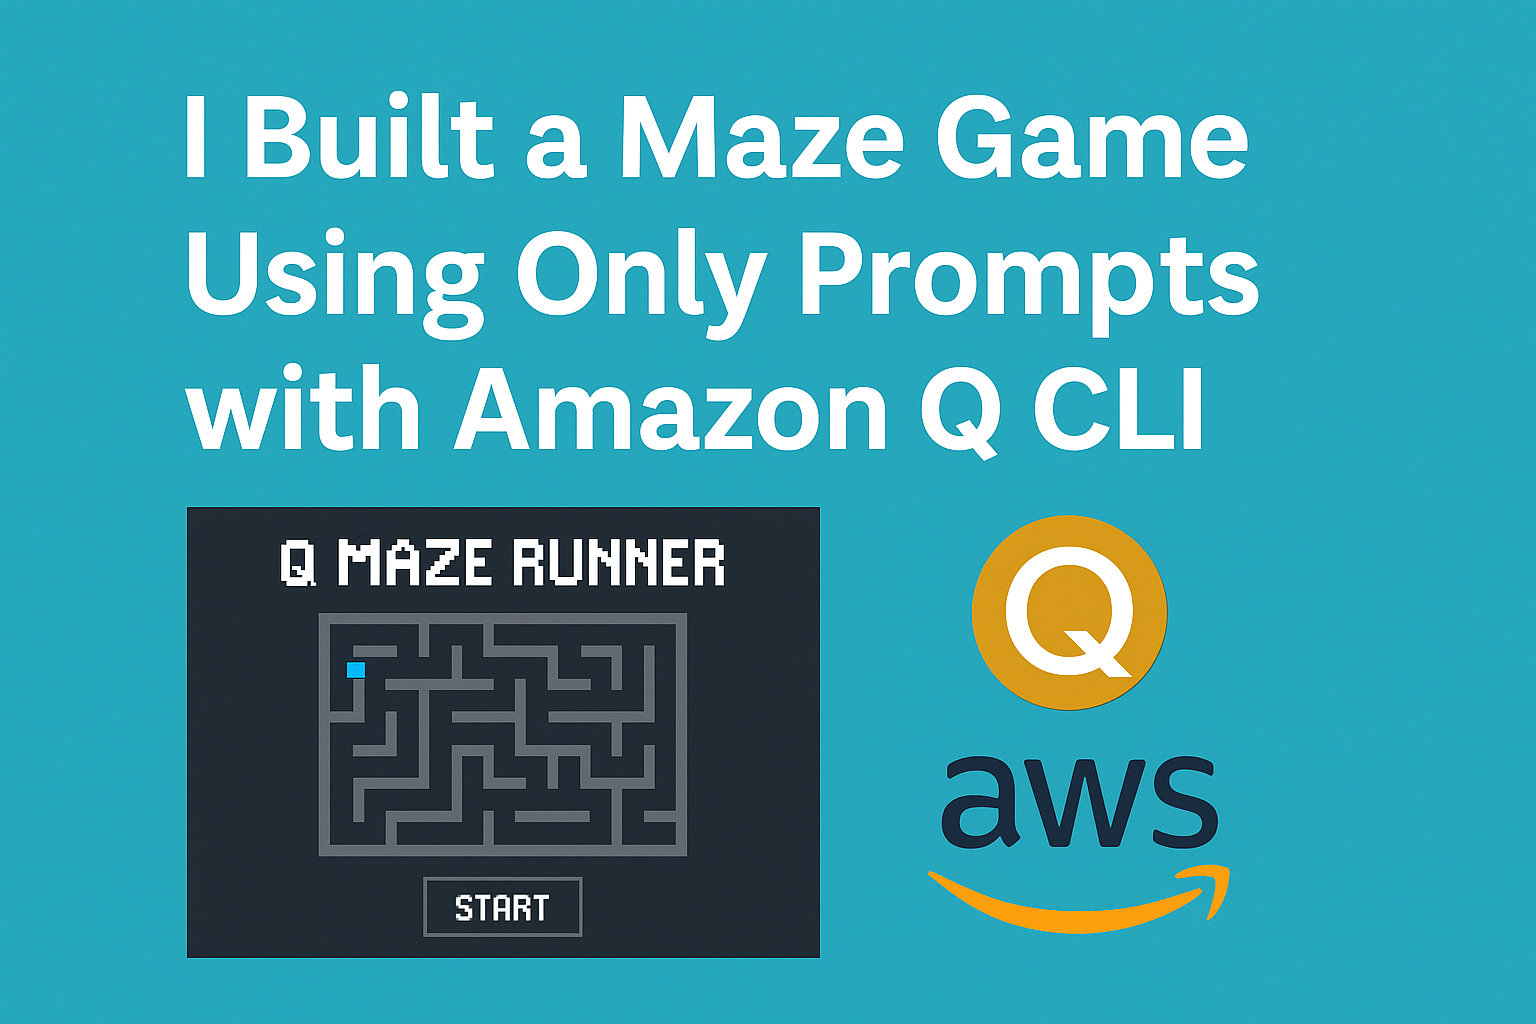 I Built a Maze Game
Using Only Prompts
with Amazon Q CLI
Q MAZE RUNNER
START
Q
aws